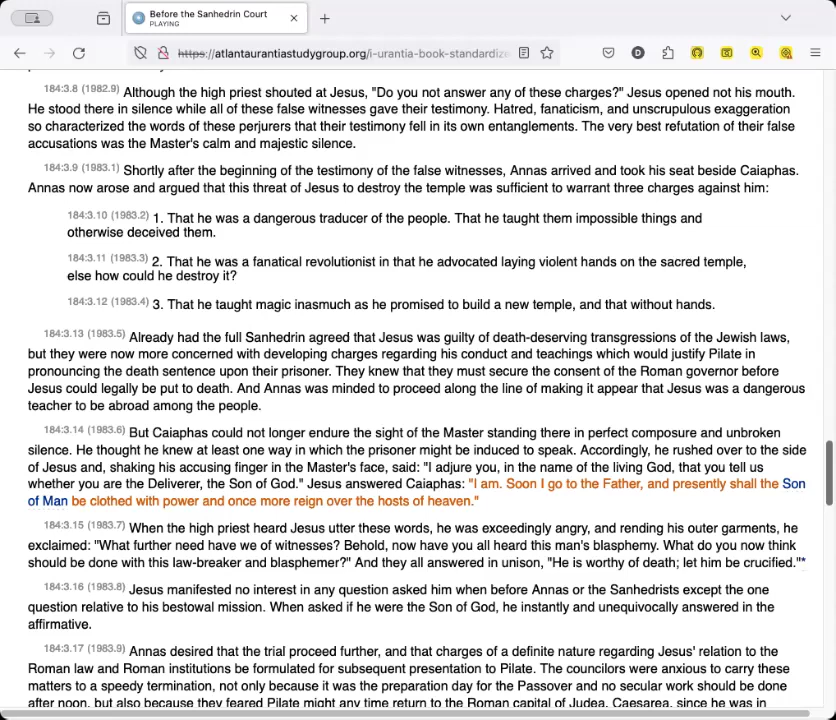 Before the Sanhedrin Court
PLAYING
https://atlantaurantiastudygroup.org/i-urantia-book-standardize
184:3.8 (1982.9) Although the high priest shouted at Jesus, "Do you not answer any of these charges?" Jesus opened not his mouth.
He stood there in silence while all of these false witnesses gave their testimony. Hatred, fanaticism, and unscrupulous exaggeration
so characterized the words of these perjurers that their testimony fell in its own entanglements. The very best refutation of their false
accusations was the Master's calm and majestic silence.
184:3.9 (1983.1) Shortly after the beginning of the testimony of the false witnesses, Annas arrived and took his seat beside Caiaphas.
Annas now arose and argued that this threat of Jesus to destroy the temple was sufficient to warrant three charges against him:
184:3.10 (1983.2) 1. That he was a dangerous traducer of the people. That he taught them impossible things and
otherwise deceived them.
184:3.11 (1983.3) 2. That he was a fanatical revolutionist in that he advocated laying violent hands on the sacred temple,
else how could he destroy it?
184:3.12 (1983.4) 3. That he taught magic inasmuch as he promised to build a new temple, and that without hands.
184:3.13 (1983.5) Already had the full Sanhedrin agreed that Jesus was guilty of death-deserving transgressions of the Jewish laws,
but they were now more concerned with developing charges regarding his conduct and teachings which would justify Pilate in
pronouncing the death sentence upon their prisoner. They knew that they must secure the consent of the Roman governor before
Jesus could legally be put to death. And Annas was minded to proceed along the line of making it appear that Jesus was a dangerous
teacher to be abroad among the people.
184:3.14 (1983.6) But Caiaphas could not longer endure the sight of the Master standing there in perfect composure and unbroken
silence. He thought he knew at least one way in which the prisoner might be induced to speak. Accordingly, he rushed over to the side
of Jesus and, shaking his accusing finger in the Master's face, said: "I adjure you, in the name of the living God, that you tell us
whether you are the Deliverer, the Son of God." Jesus answered Caiaphas: "I am. Soon I go to the Father, and presently shall the Son
of Man be clothed with power and once more reign over the hosts of heaven."
184:3.15 (1983.7) When the high priest heard Jesus utter these words, he was exceedingly angry, and rending his outer garments, he
exclaimed: "What further need have we of witnesses? Behold, now have you all heard this man's blasphemy. What do you now think
should be done with this law-breaker and blasphemer?" And they all answered in unison, "He is worthy of death; let him be crucified."*
184:3.16 (1983.8) Jesus manifested no interest in any question asked him when before Annas or the Sanhedrists except the one
question relative to his bestowal mission. When asked if he were the Son of God, he instantly and unequivocally answered in the
affirmative.
184:3.17 (1983.9) Annas desired that the trial proceed further, and that charges of a definite nature regarding Jesus' relation to the
Roman law and Roman institutions be formulated for subsequent presentation to Pilate. The councilors were anxious to carry these
matters to a speedy termination, not only because it was the preparation day for the Passover and no secular work should be done
after noon, but also because they feared Pilate might any time return to the Roman capital of Judea, Caesarea, since he was in